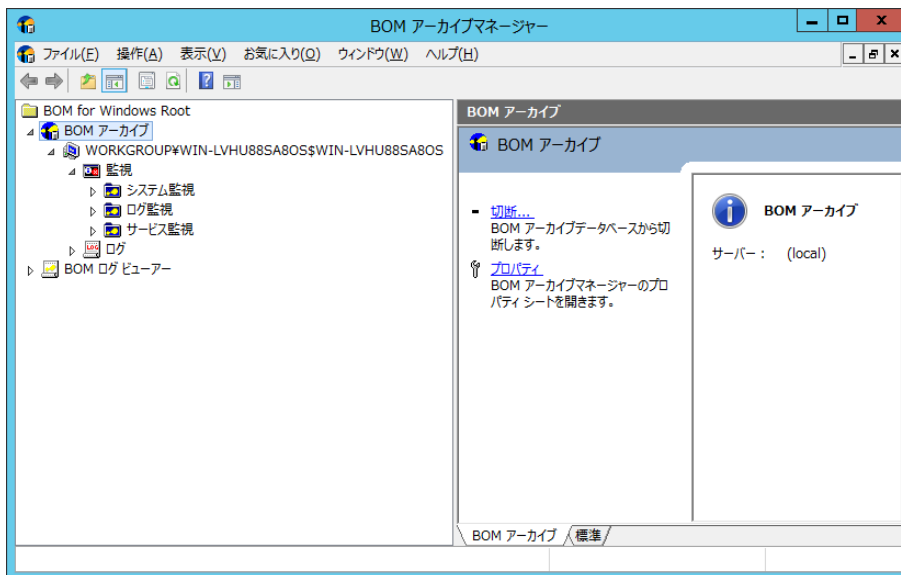 BOM アーカイブマネージャー
ファイル(F) 操作(A) 表示(V) お気に入り(O) ウィンドウ(W) ヘルプ(H)
BOM for Windows Root
BOM アーカイブ
WORKGROUP¥WIN-LVHU88SA8OS$WIN-LVHU88SA8OS
監視
システム監視
ログ監視
サービス監視
ログ
BOM ログ ビューアー
BOM アーカイブ
BOM アーカイブ
切断...
BOM アーカイブデータベースから切
断します。
プロパティ
BOM アーカイブマネージャーのプロ
パティ シートを開きます。
BOM アーカイブ
サーバー： (local)
BOM アーカイブ 標準